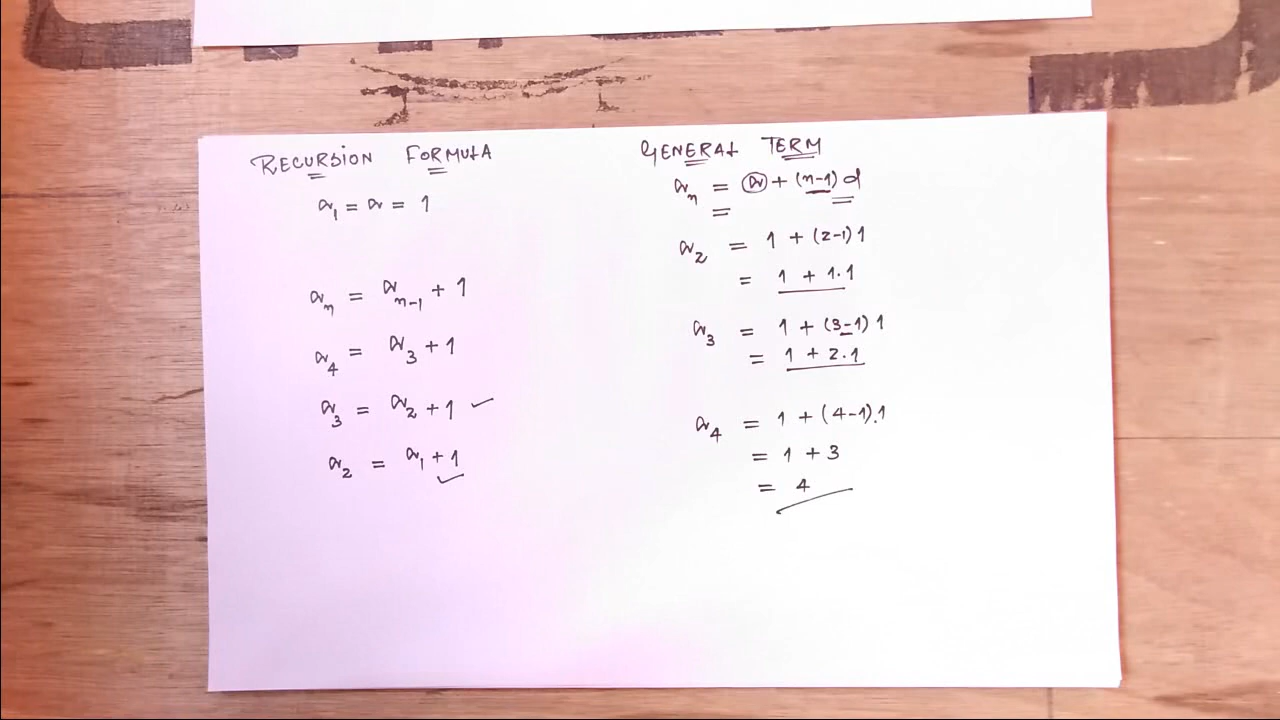 RECURSION FORMULA
a₁ = a = 1
aₙ = aₙ₋₁ + 1
a₄ = a₃ + 1
a₃ = a₂ + 1 ✓
a₂ = a₁ + 1 ✓
GENERAL TERM
aₙ = a + (n-1) d
a₂ = 1 + (2-1) 1
= 1 + 1.1
a₃ = 1 + (3-1) 1
= 1 + 2.1
a₄ = 1 + (4-1).1
= 1 + 3
= 4